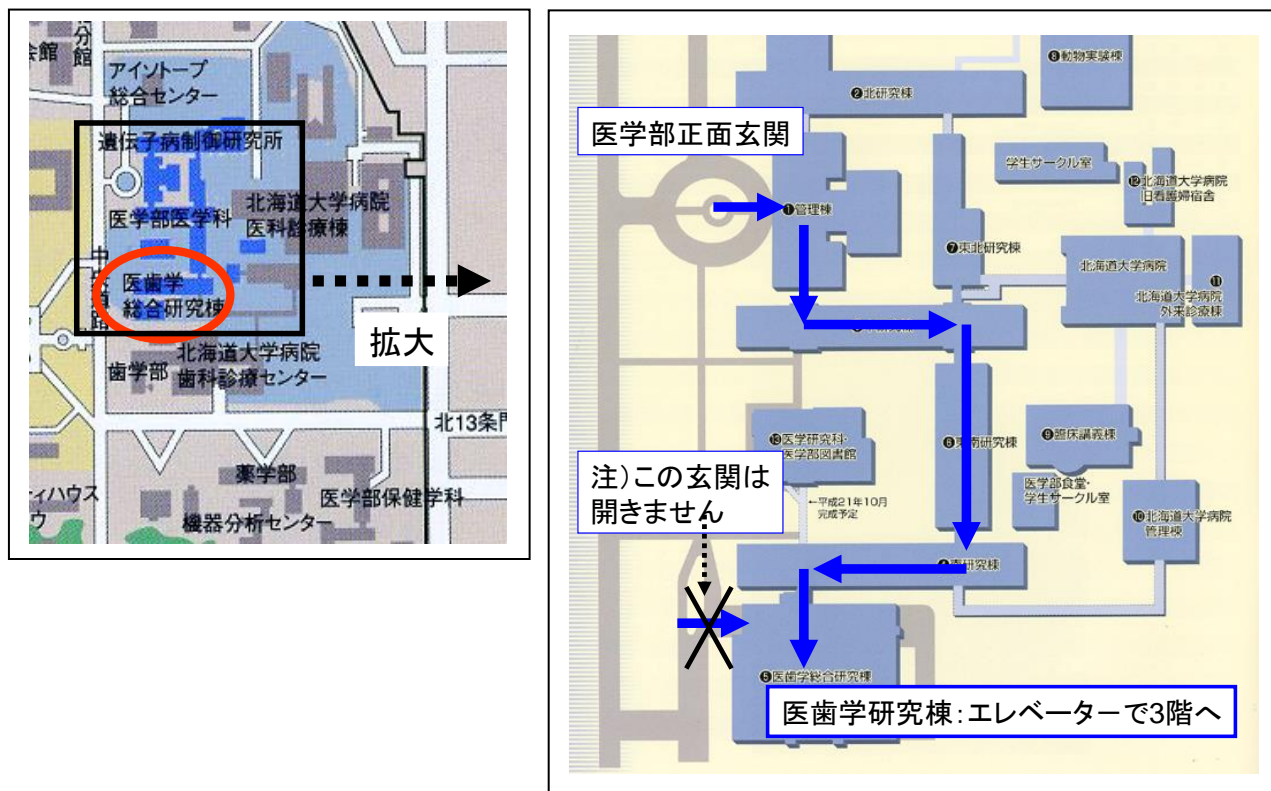 分館
会館
アイソトープ
総合センター
遺伝子病制御研究所
北海道大学病院
医科診療棟
医学部医学科
医歯学
総合研究棟
中
拡大
北海道大学病院
歯科診療センター
歯学部
北13条門
薬学部
医学部保健学科
ティハウス
ウ
機器分析センター
❽動物実験棟
❷北研究棟
医学部正面玄関
学生サークル室
⓬北海道大学病院
旧看護婦宿舎
❶管理棟
❼東北研究棟
北海道大学病院
⓫
北海道大学病院
外来診療棟
⓭医学研究科・
医学部図書館
❻東南研究棟
❾臨床講義棟
注)この玄関は
開きません
←平成21年10月
完成予定
医学部食堂・
学生サークル室
❿北海道大学病院
管理棟
❹南研究棟
❺医歯学総合研究棟
医歯学研究棟:エレベーターで3階へ